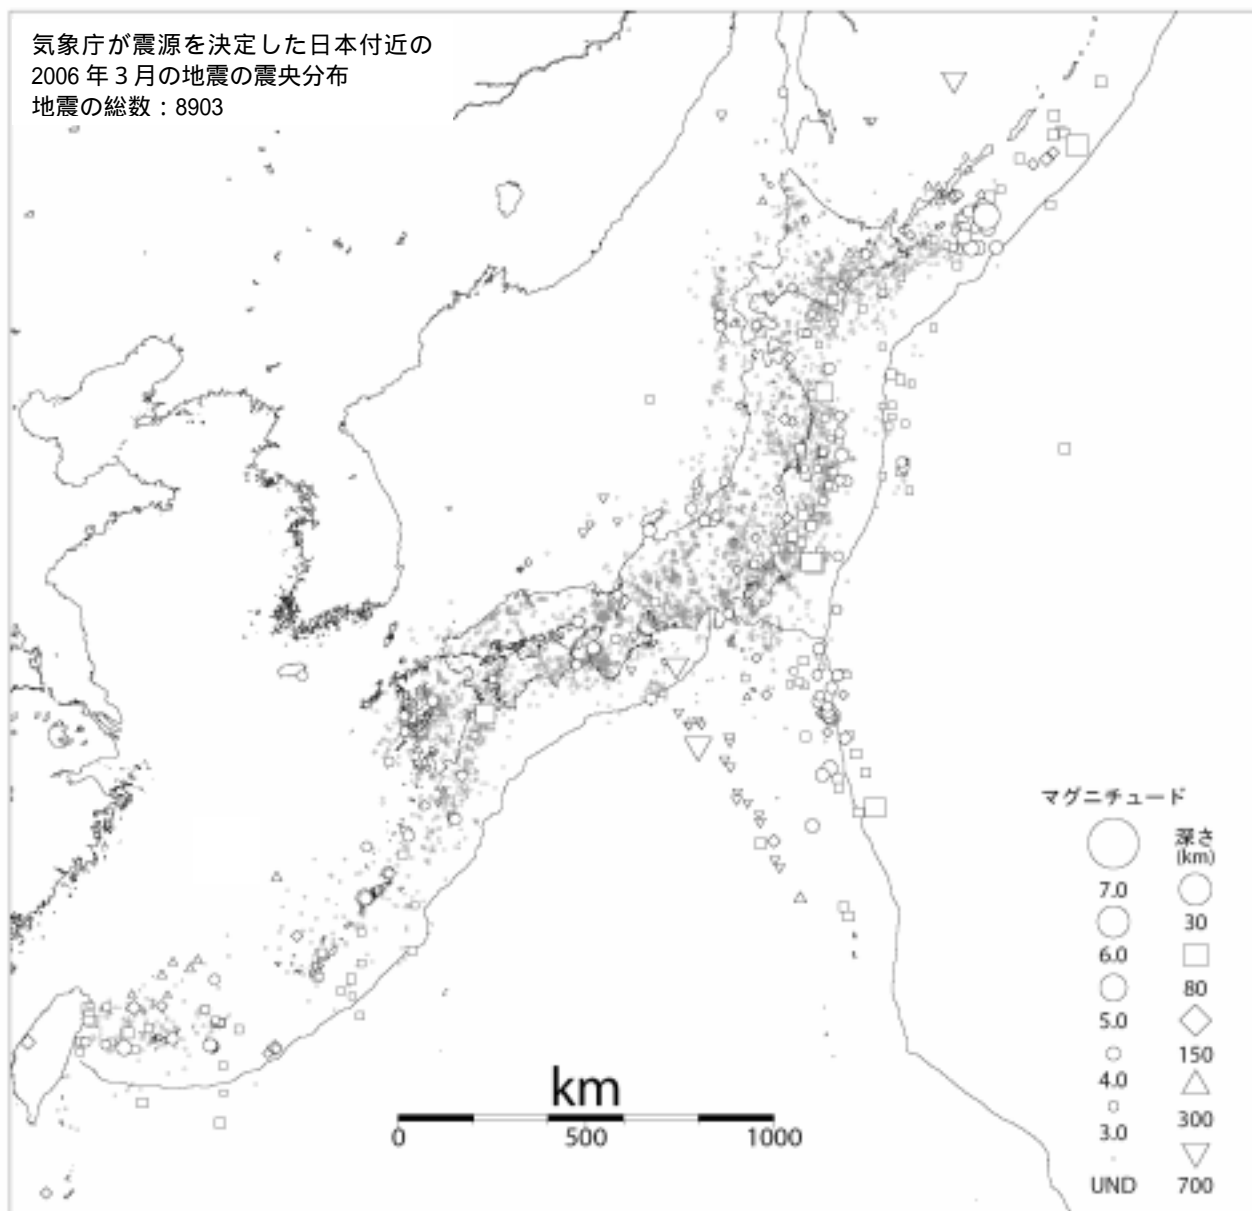 気象庁が震源を決定した日本付近の
2006 年 3 月の地震の震央分布
地震の総数：8903
マグニチュード
深さ
(km)
7.0
30
6.0
80
5.0
150
4.0
300
3.0
UND 700
km
0 500 1000